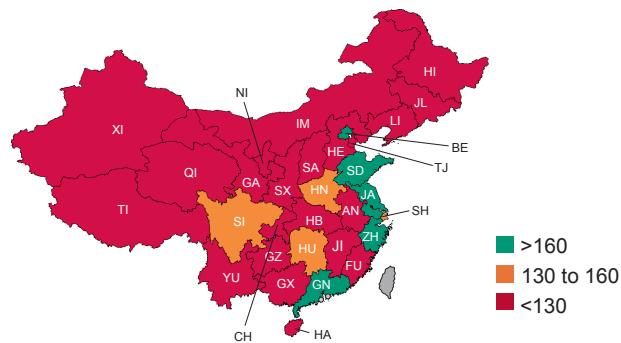 HI
JL
NI
IM
LI
XI
BE
HE
TJ
SA
SD
QI
GA
SX
HN
JA
TI
SI
HB
AN
SH
ZH
HU
JI
GZ
FU
YU
GX
GN
CH
HA
>160
130 to 160
<130